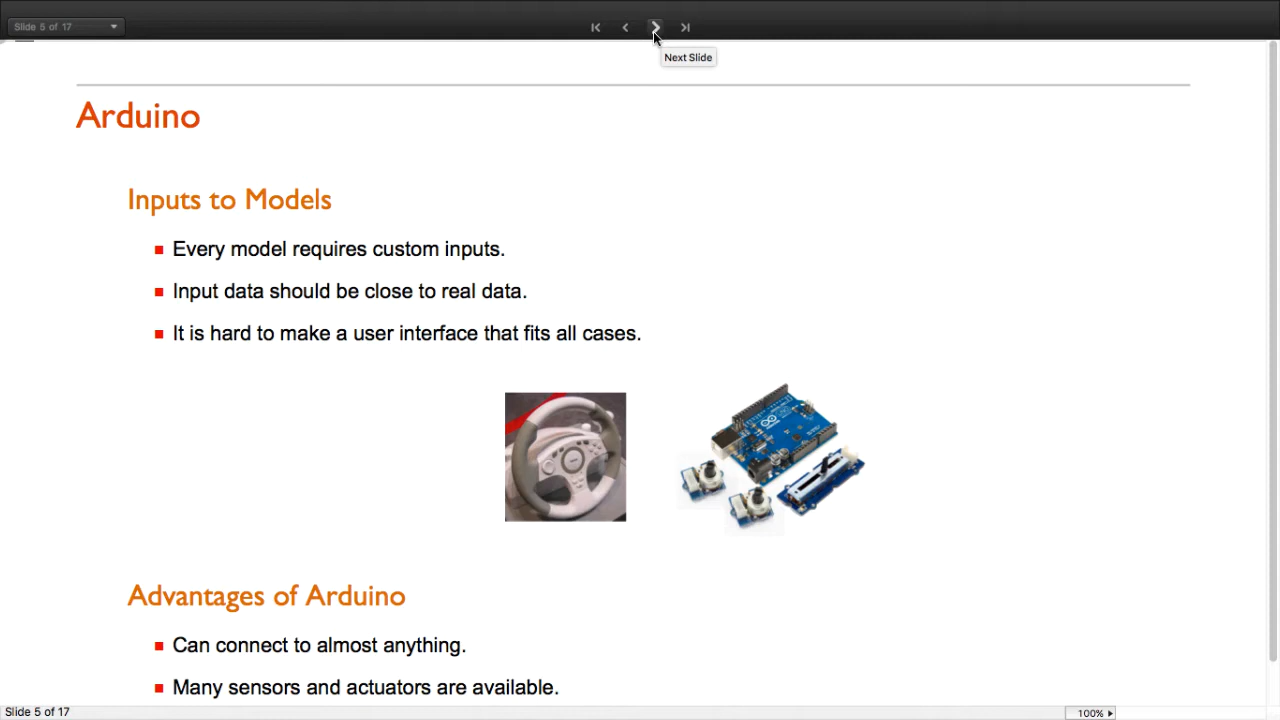 Slide 5 of 17
Next Slide
Arduino
Inputs to Models
Every model requires custom inputs.
Input data should be close to real data.
It is hard to make a user interface that fits all cases.
Advantages of Arduino
Can connect to almost anything.
Many sensors and actuators are available.
Slide 5 of 17
100%